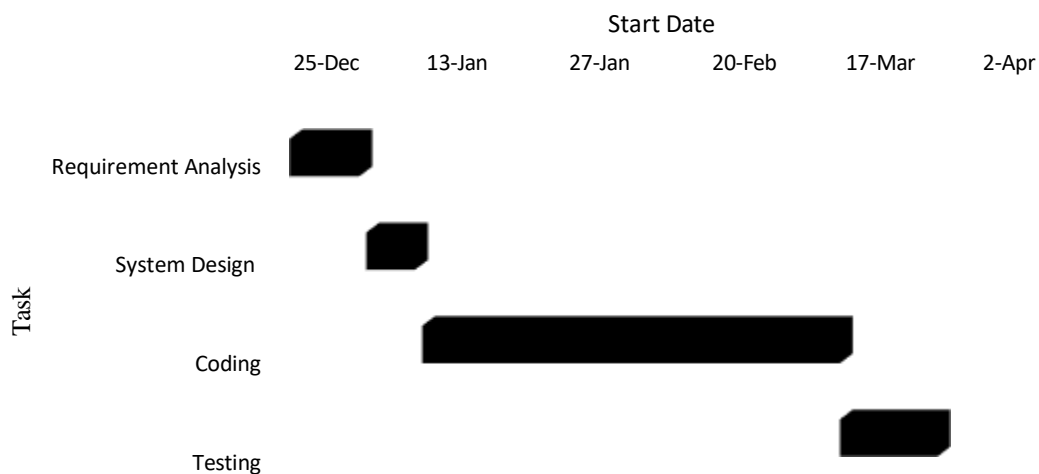 Start Date
25-Dec 13-Jan 27-Jan 20-Feb 17-Mar 2-Apr
Requirement Analysis
System Design
Task
Coding
Testing